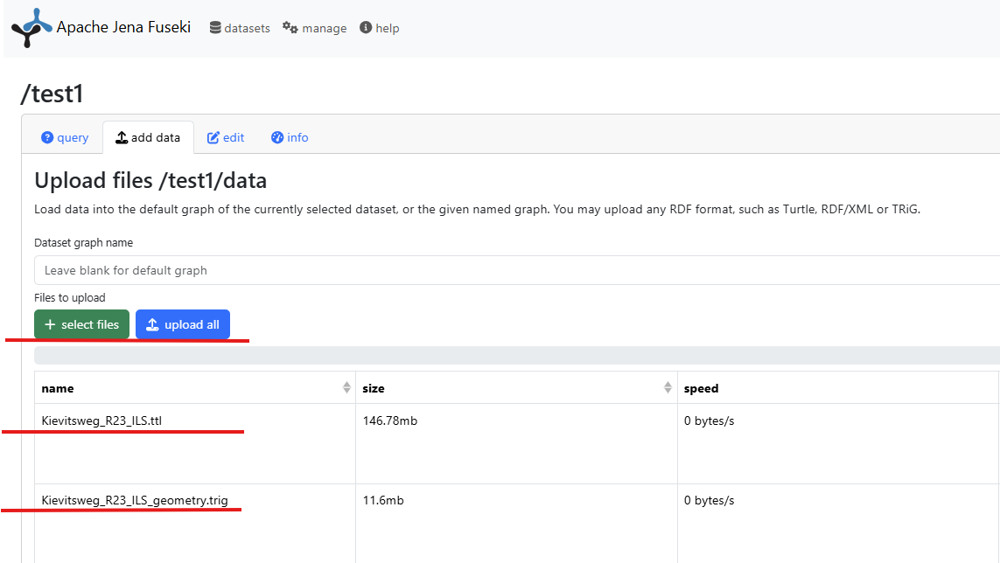 Apache Jena Fuseki datasets manage help
/test1
query add data edit info
Upload files /test1/data
Load data into the default graph of the currently selected dataset, or the given named graph. You may upload any RDF format, such as Turtle, RDF/XML or TRiG.
Dataset graph name
Leave blank for default graph
Files to upload
select files upload all
name size speed
Kievitsweg_R23_ILS.ttl 146.78mb 0 bytes/s
Kievitsweg_R23_ILS_geometry.trig 11.6mb 0 bytes/s